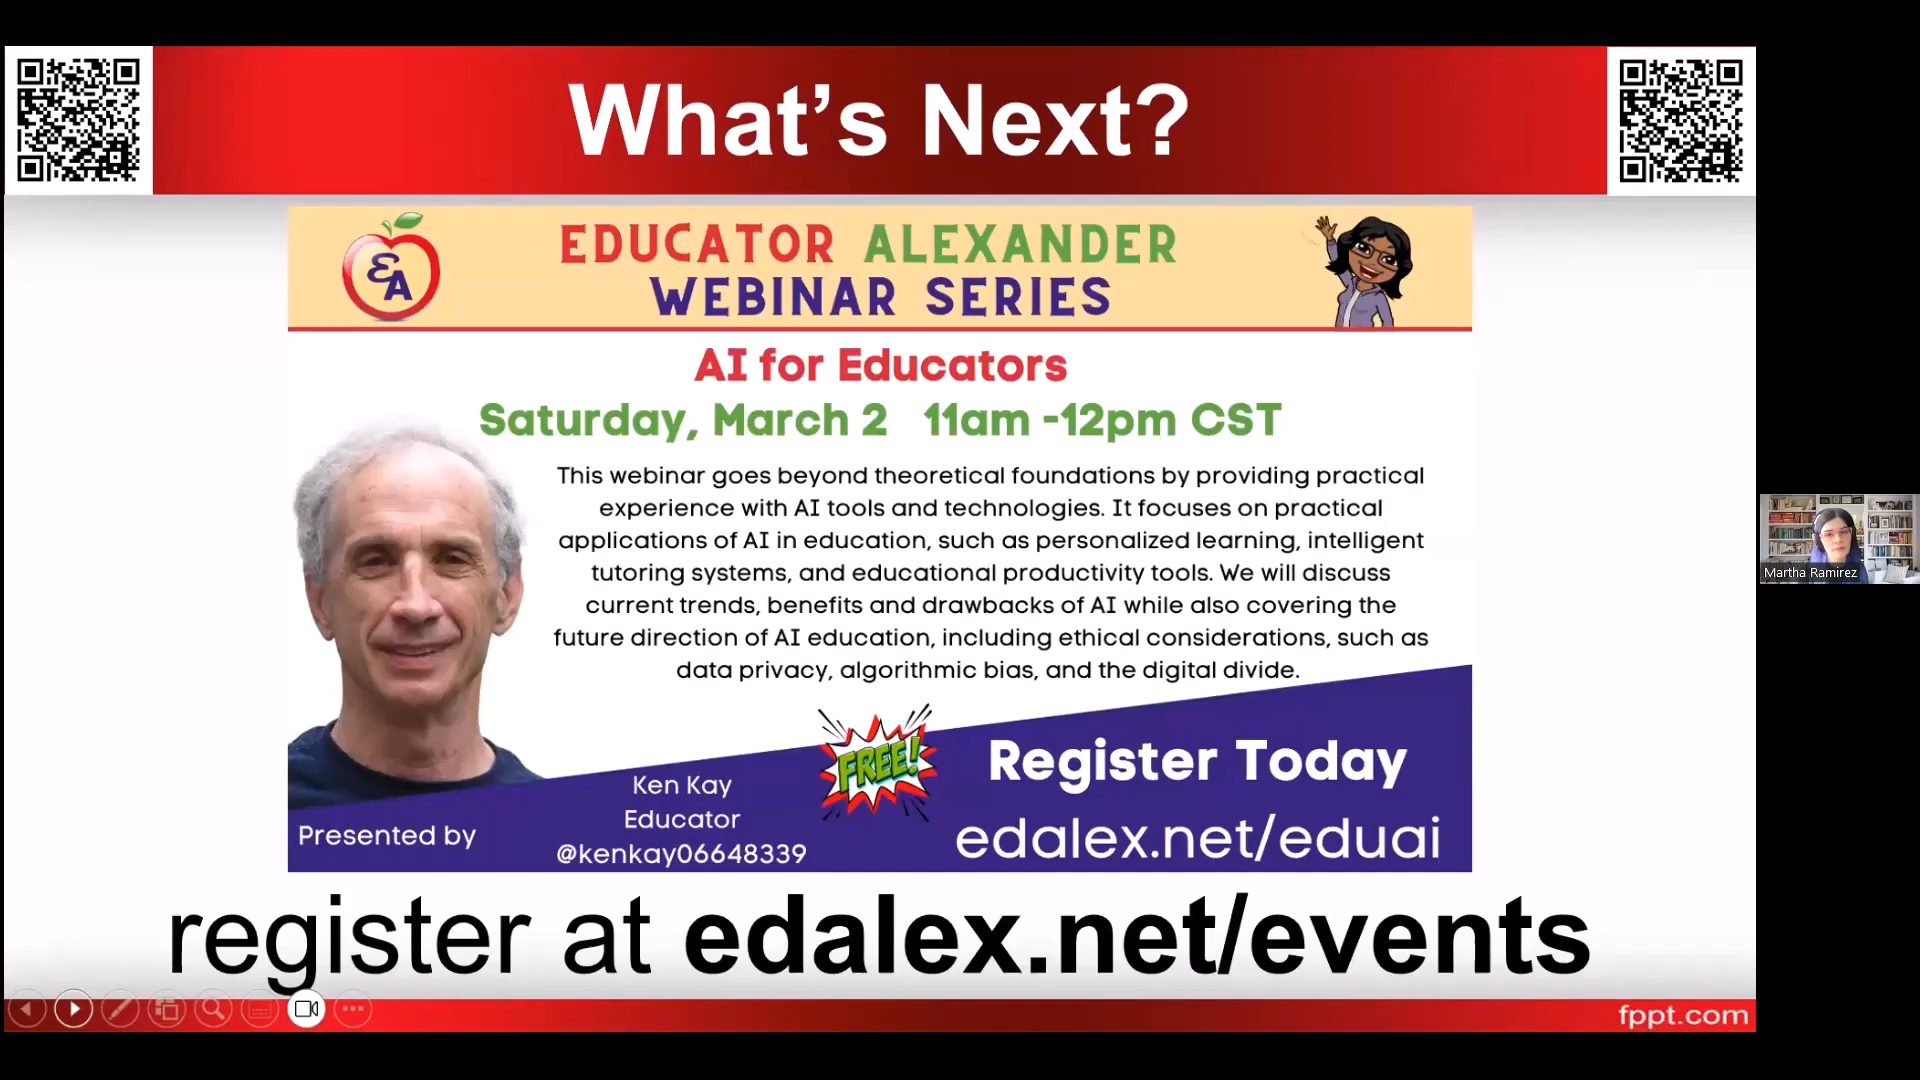 What's Next?
EDUCATOR ALEXANDER
WEBINAR SERIES
EA
AI for Educators
Saturday, March 2 11am -12pm CST
This webinar goes beyond theoretical foundations by providing practical
experience with AI tools and technologies. It focuses on practical
applications of AI in education, such as personalized learning, intelligent
tutoring systems, and educational productivity tools. We will discuss
current trends, benefits and drawbacks of AI while also covering the
future direction of AI education, including ethical considerations, such as
data privacy, algorithmic bias, and the digital divide.
FREE!
Register Today
edalex.net/eduai
Presented by
Ken Kay
Educator
@kenkay06648339
register at edalex.net/events
fppt.com
Martha Ramirez